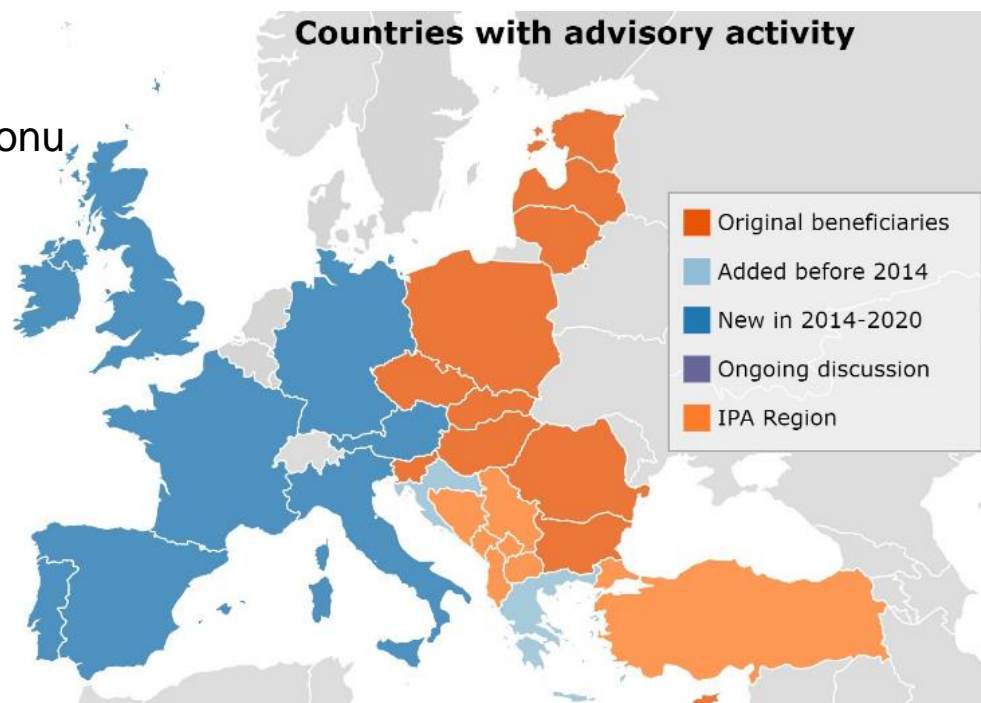 Countries with advisory activity
onu
Original beneficiaries
Added before 2014
New in 2014-2020
Ongoing discussion
IPA Region